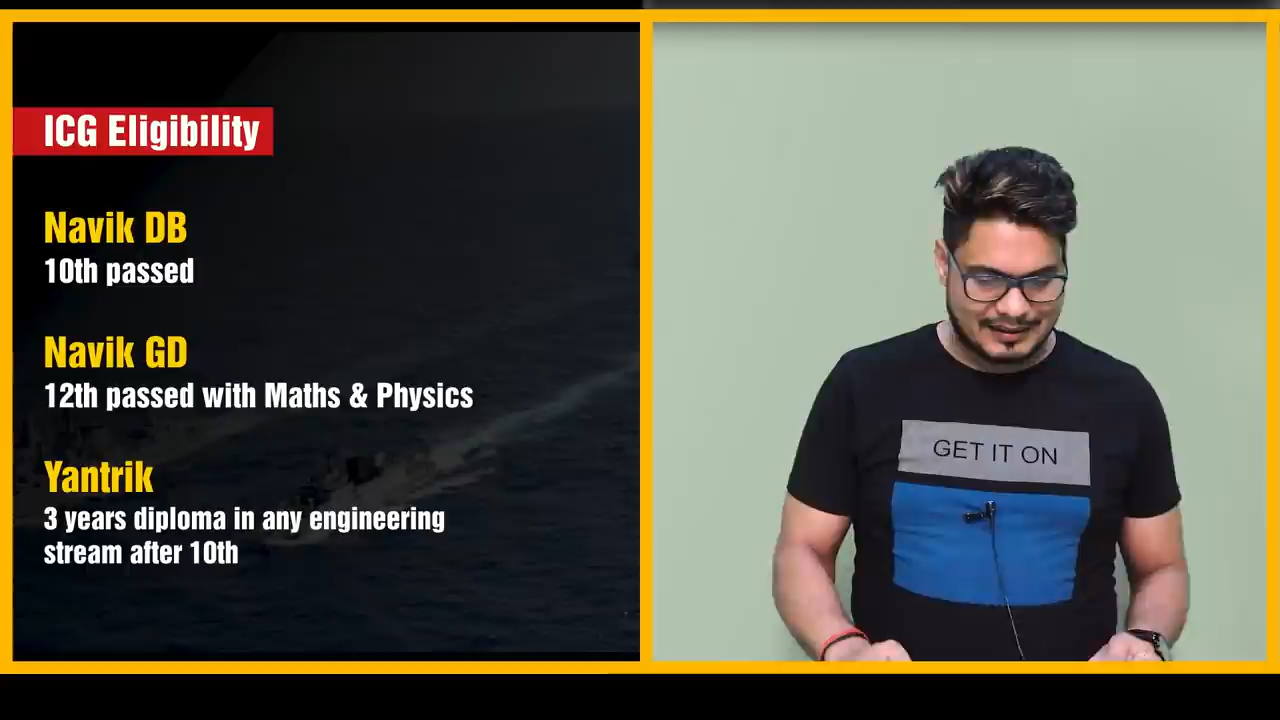 ICG Eligibility
Navik DB
10th passed
Navik GD
12th passed with Maths & Physics
Yantrik
3 years diploma in any engineering
stream after 10th
GET IT ON